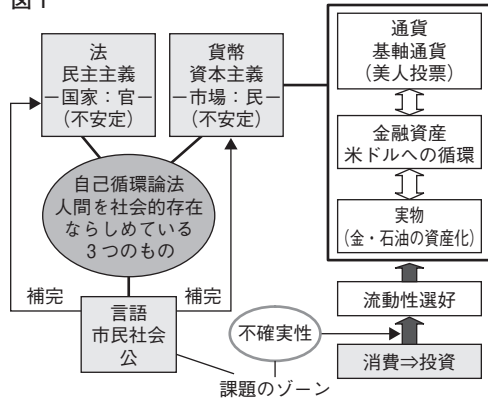 図1
法
民主主義
－国家：官－
（不安定）
貨幣
資本主義
－市場：民－
（不安定）
通貨
基軸通貨
（美人投票）
金融資産
米ドルへの循環
実物
（金・石油の資産化）
自己循環論法
人間を社会的存在
ならしめている
3つのもの
補完
補完
言語
市民社会
公
流動性選好
不確実性
消費⇒投資
課題のゾーン